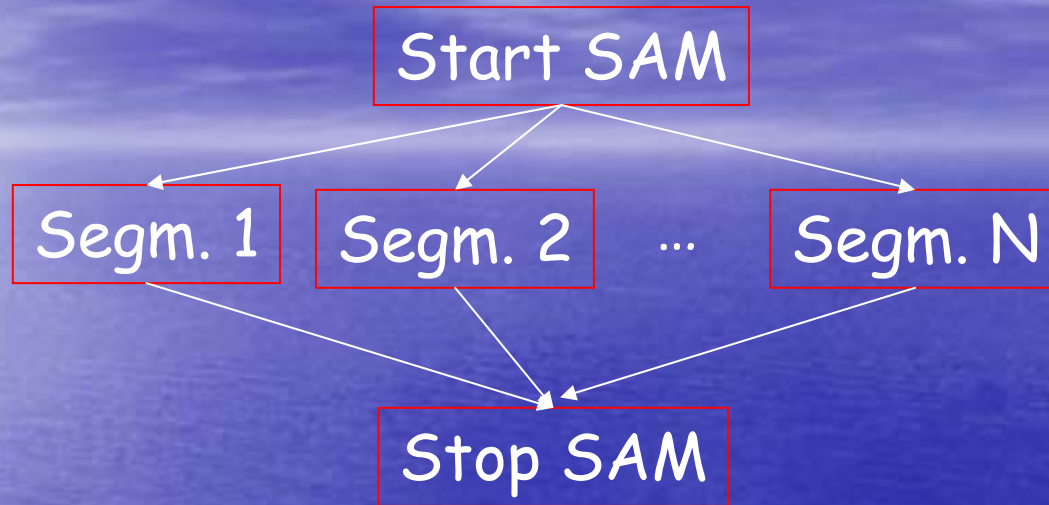 Start SAM
Segm. 1
Segm. 2
...
Segm. N
Stop SAM